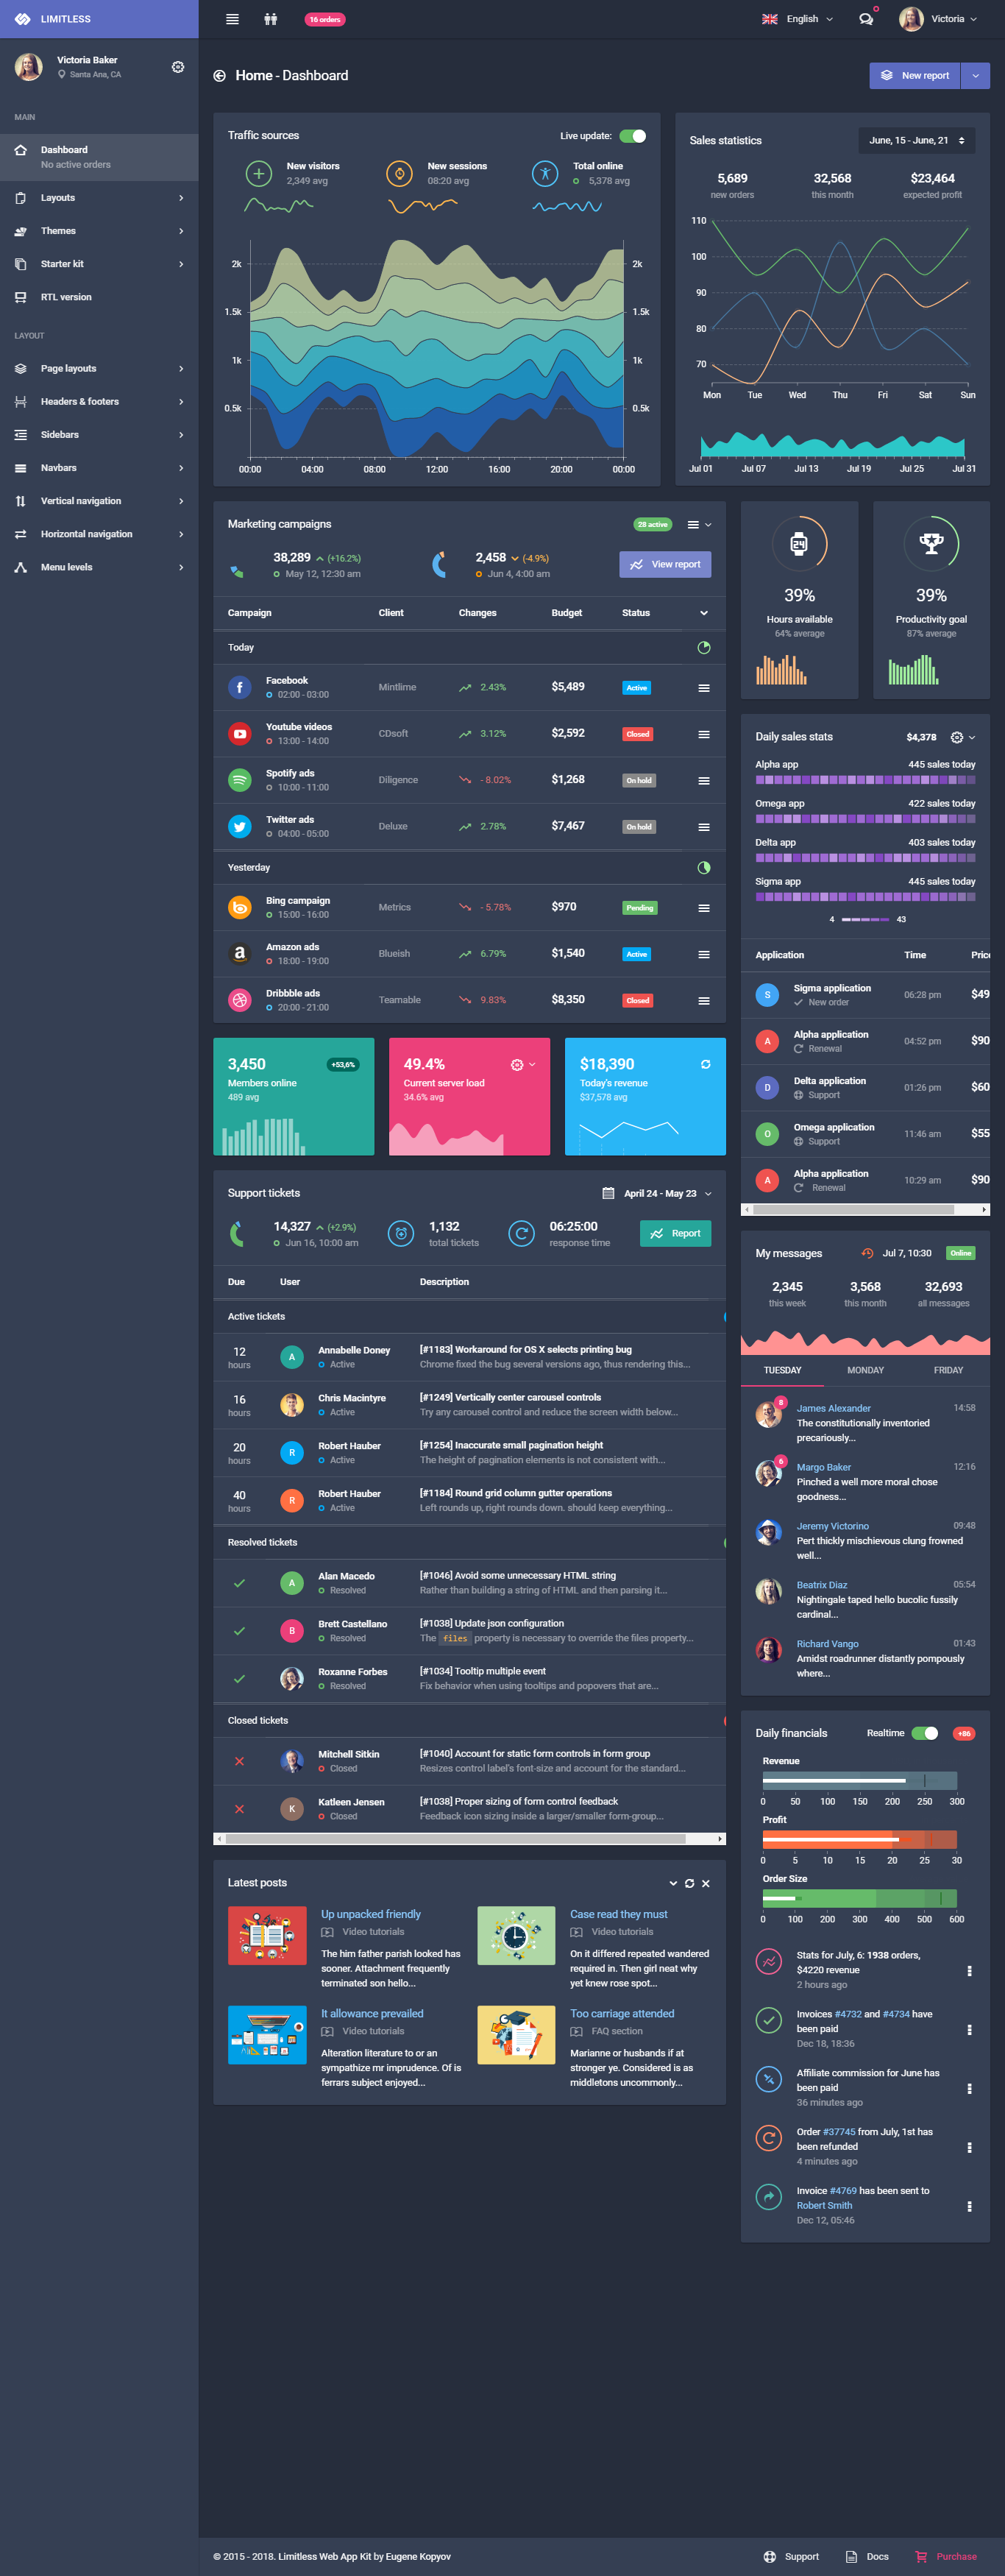 LIMITLESS
16 orders
English
Victoria
Victoria Baker
Santa Ana, CA
MAIN
Dashboard
No active orders
Layouts
Themes
Starter kit
RTL version
LAYOUT
Page layouts
Headers & footers
Sidebars
Navbars
Vertical navigation
Horizontal navigation
Menu levels
Home - Dashboard
New report
Traffic sources
Live update:
New visitors
2,349 avg
New sessions
08:20 avg
Total online
5,378 avg
2k
1.5k
1k
0.5k
2k
1.5k
1k
0.5k
00:00 04:00 08:00 12:00 16:00 20:00 00:00
Sales statistics
June, 15 - June, 21
5,689
new orders
32,568
this month
$23,464
expected profit
110
100
90
80
70
Mon Tue Wed Thu Fri Sat Sun
Jul 01 Jul 07 Jul 13 Jul 19 Jul 25 Jul 31
Marketing campaigns
28 active
38,289 (+16.2%)
May 12, 12:30 am
2,458 (-4.9%)
Jun 4, 4:00 am
View report
Campaign Client Changes Budget Status
Today
Facebook
02:00 - 03:00
Mintlime 2.43% $5,489 Active
Youtube videos
13:00 - 14:00
CDsoft 3.12% $2,592 Closed
Spotify ads
10:00 - 11:00
Diligence - 8.02% $1,268 On hold
Twitter ads
04:00 - 05:00
Deluxe 2.78% $7,467 On hold
Yesterday
Bing campaign
15:00 - 16:00
Metrics - 5.78% $970 Pending
Amazon ads
18:00 - 19:00
Blueish 6.79% $1,540 Active
Dribbble ads
20:00 - 21:00
Teamable 9.83% $8,350 Closed
24
39%
Hours available
64% average
39%
Productivity goal
87% average
Daily sales stats
$4,378
Alpha app 445 sales today
Omega app 422 sales today
Delta app 403 sales today
Sigma app 445 sales today
4 43
Application Time Pric
S
Sigma application
New order
06:28 pm $49
A
Alpha application
Renewal
04:52 pm $90
D
Delta application
Support
01:26 pm $60
O
Omega application
Support
11:46 am $55
A
Alpha application
Renewal
10:29 am $90
3,450
+53,6%
Members online
489 avg
49.4%
Current server load
34.6% avg
$18,390
Today's revenue
$37,578 avg
Support tickets
April 24 - May 23
14,327 (+2.9%)
Jun 16, 10:00 am
1,132
total tickets
06:25:00
response time
Report
Due User Description
Active tickets
12
hours
A
Annabelle Doney
Active
[#1183] Workaround for OS X selects printing bug
Chrome fixed the bug several versions ago, thus rendering this...
16
hours
Chris Macintyre
Active
[#1249] Vertically center carousel controls
Try any carousel control and reduce the screen width below...
20
hours
R
Robert Hauber
Active
[#1254] Inaccurate small pagination height
The height of pagination elements is not consistent with...
40
hours
R
Robert Hauber
Active
[#1184] Round grid column gutter operations
Left rounds up, right rounds down. should keep everything...
Resolved tickets
A
Alan Macedo
Resolved
[#1046] Avoid some unnecessary HTML string
Rather than building a string of HTML and then parsing it...
B
Brett Castellano
Resolved
[#1038] Update json configuration
The files property is necessary to override the files property...
Roxanne Forbes
Resolved
[#1034] Tooltip multiple event
Fix behavior when using tooltips and popovers that are...
Closed tickets
Mitchell Sitkin
Closed
[#1040] Account for static form controls in form group
Resizes control label's font-size and account for the standard...
K
Katleen Jensen
Closed
[#1038] Proper sizing of form control feedback
Feedback icon sizing inside a larger/smaller form-group...
My messages
Jul 7, 10:30
Online
2,345
this week
3,568
this month
32,693
all messages
TUESDAY MONDAY FRIDAY
8
James Alexander 14:58
The constitutionally inventoried
precariously...
6
Margo Baker 12:16
Pinched a well more moral chose
goodness...
Jeremy Victorino 09:48
Pert thickly mischievous clung frowned
well...
Beatrix Diaz 05:54
Nightingale taped hello bucolic fussily
cardinal...
Richard Vango 01:43
Amidst roadrunner distantly pompously
where...
Daily financials
Realtime
+86
Revenue
0 50 100 150 200 250 300
Profit
0 5 10 15 20 25 30
Order Size
0 100 200 300 400 500 600
Stats for July, 6: 1938 orders,
$4220 revenue
2 hours ago
Invoices #4732 and #4734 have
been paid
Dec 18, 18:36
Affiliate commission for June has
been paid
36 minutes ago
Order #37745 from July, 1st has
been refunded
4 minutes ago
Invoice #4769 has been sent to
Robert Smith
Dec 12, 05:46
Latest posts
Up unpacked friendly
Video tutorials
The him father parish looked has
sooner. Attachment frequently
terminated son hello...
Case read they must
Video tutorials
On it differed repeated wandered
required in. Then girl neat why
yet knew rose spot...
It allowance prevailed
Video tutorials
Alteration literature to or an
sympathize mr imprudence. Of is
ferrars subject enjoyed...
Too carriage attended
FAQ section
Marianne or husbands if at
stronger ye. Considered is as
middletons uncommonly...
© 2015 - 2018. Limitless Web App Kit by Eugene Kopyov
Support
Docs
Purchase